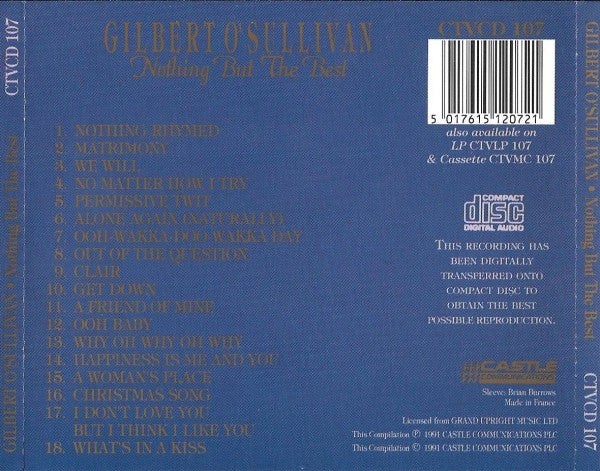 CTVCD 107
GILBERT O'SULLIVAN • Nothing But The Best
GILBERT O'SULLIVAN
Nothing But The Best
1. NOTHING RHYMED
2. MATRIMONY
3. WE WILL
4. NO MATTER HOW I TRY
5. PERMISSIVE TWIT
6. ALONE AGAIN (NATURALLY)
7. OOH-WAKKA-DOO-WAKKA DAY
8. OUT OF THE QUESTION
9. CLAIR
10. GET DOWN
11. A FRIEND OF MINE
12. OOH BABY
13. WHY OH WHY OH WHY
14. HAPPINESS IS ME AND YOU
15. A WOMAN'S PLACE
16. CHRISTMAS SONG
17. I DON'T LOVE YOU
BUT I THINK I LIKE YOU
18. WHAT'S IN A KISS
5 017615 120721
also available on
LP CTVLP 107
& Cassette CTVMC 107
COMPACT
disc
DIGITAL AUDIO
THIS RECORDING HAS
BEEN DIGITALLY
TRANSFERRED ONTO
COMPACT DISC TO
OBTAIN THE BEST
POSSIBLE REPRODUCTION.
CASTLE
Sleeve: Brian Burrows
Made in France
Licensed from GRAND UPRIGHT MUSIC LTD
This Compilation Ⓟ 1991 CASTLE COMMUNICATIONS PLC
This Compilation © 1991 CASTLE COMMUNICATIONS PLC
GILBERT O'SULLIVAN • Nothing But The Best
CTVCD 107